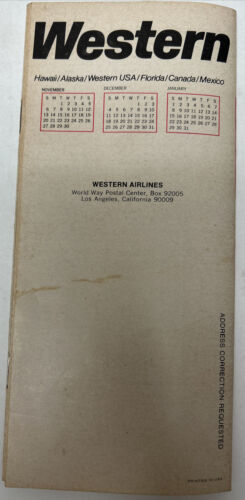 Western
Hawaii/Alaska/Western USA/Florida/Canada/Mexico
NOVEMBER
S M T W T F S
1 2 3 4 5
6 7 8 9 10 11 12
13 14 15 16 17 18 19
20 21 22 23 24 25 26
27 28 29 30
DECEMBER
S M T W T F S
1 2 3
4 5 6 7 8 9 10
11 12 13 14 15 16 17
18 19 20 21 22 23 24
25 26 27 28 29 30 31
JANUARY
S M T W T F S
1 2 3 4 5 6 7
8 9 10 11 12 13 14
15 16 17 18 19 20 21
22 23 24 25 26 27 28
29 30 31
WESTERN AIRLINES
World Way Postal Center, Box 92005
Los Angeles, California 90009
ADDRESS CORRECTION REQUESTED
PRINTED IN USA